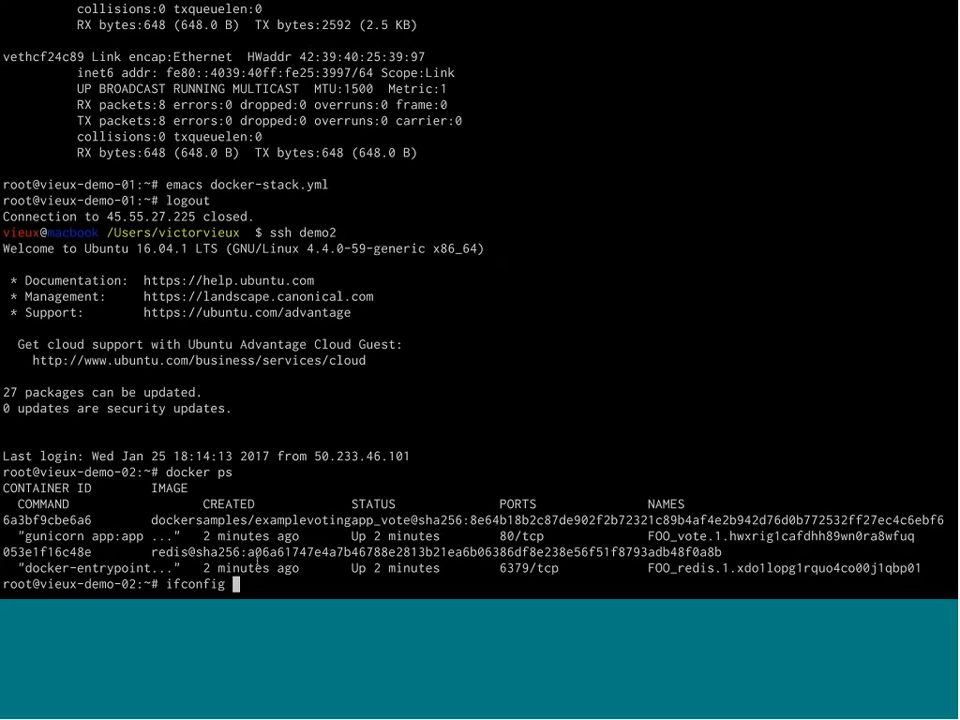 collisions:0 txqueuelen:0
RX bytes:648 (648.0 B)  TX bytes:2592 (2.5 KB)
vethcf24c89 Link encap:Ethernet  HWaddr 42:39:40:25:39:97
inet6 addr: fe80::4039:40ff:fe25:3997/64 Scope:Link
UP BROADCAST RUNNING MULTICAST  MTU:1500  Metric:1
RX packets:8 errors:0 dropped:0 overruns:0 frame:0
TX packets:8 errors:0 dropped:0 overruns:0 carrier:0
collisions:0 txqueuelen:0
RX bytes:648 (648.0 B)  TX bytes:648 (648.0 B)
root@vieux-demo-01:~# emacs docker-stack.yml
root@vieux-demo-01:~# logout
Connection to 45.55.27.225 closed.
vieux@macbook /Users/victorvieux  $ ssh demo2
Welcome to Ubuntu 16.04.1 LTS (GNU/Linux 4.4.0-59-generic x86_64)
* Documentation:  https://help.ubuntu.com
* Management:     https://landscape.canonical.com
* Support:        https://ubuntu.com/advantage
Get cloud support with Ubuntu Advantage Cloud Guest:
http://www.ubuntu.com/business/services/cloud
27 packages can be updated.
0 updates are security updates.
Last login: Wed Jan 25 18:14:13 2017 from 50.233.46.101
root@vieux-demo-02:~# docker ps
CONTAINER ID        IMAGE
COMMAND                  CREATED             STATUS              PORTS               NAMES
6a3bf9cbe6a6        dockersamples/examplevotingapp_vote@sha256:8e64b18b2c87de902f2b72321c89b4af4e2b942d76d0b772532ff27ec4c6ebf6
"gunicorn app:app ..."   2 minutes ago       Up 2 minutes        80/tcp              FOO_vote.1.hwxrig1cafdhh89wn0ra8wfuq
053e1f16c48e        redis@sha256:a06a61747e4a7b46788e2813b21ea6b06386df8e238e56f51f8793adb48f0a8b
"docker-entrypoint..."   2 minutes ago       Up 2 minutes        6379/tcp            FOO_redis.1.xdo1lopg1rquo4co00j1qbp01
root@vieux-demo-02:~# ifconfig